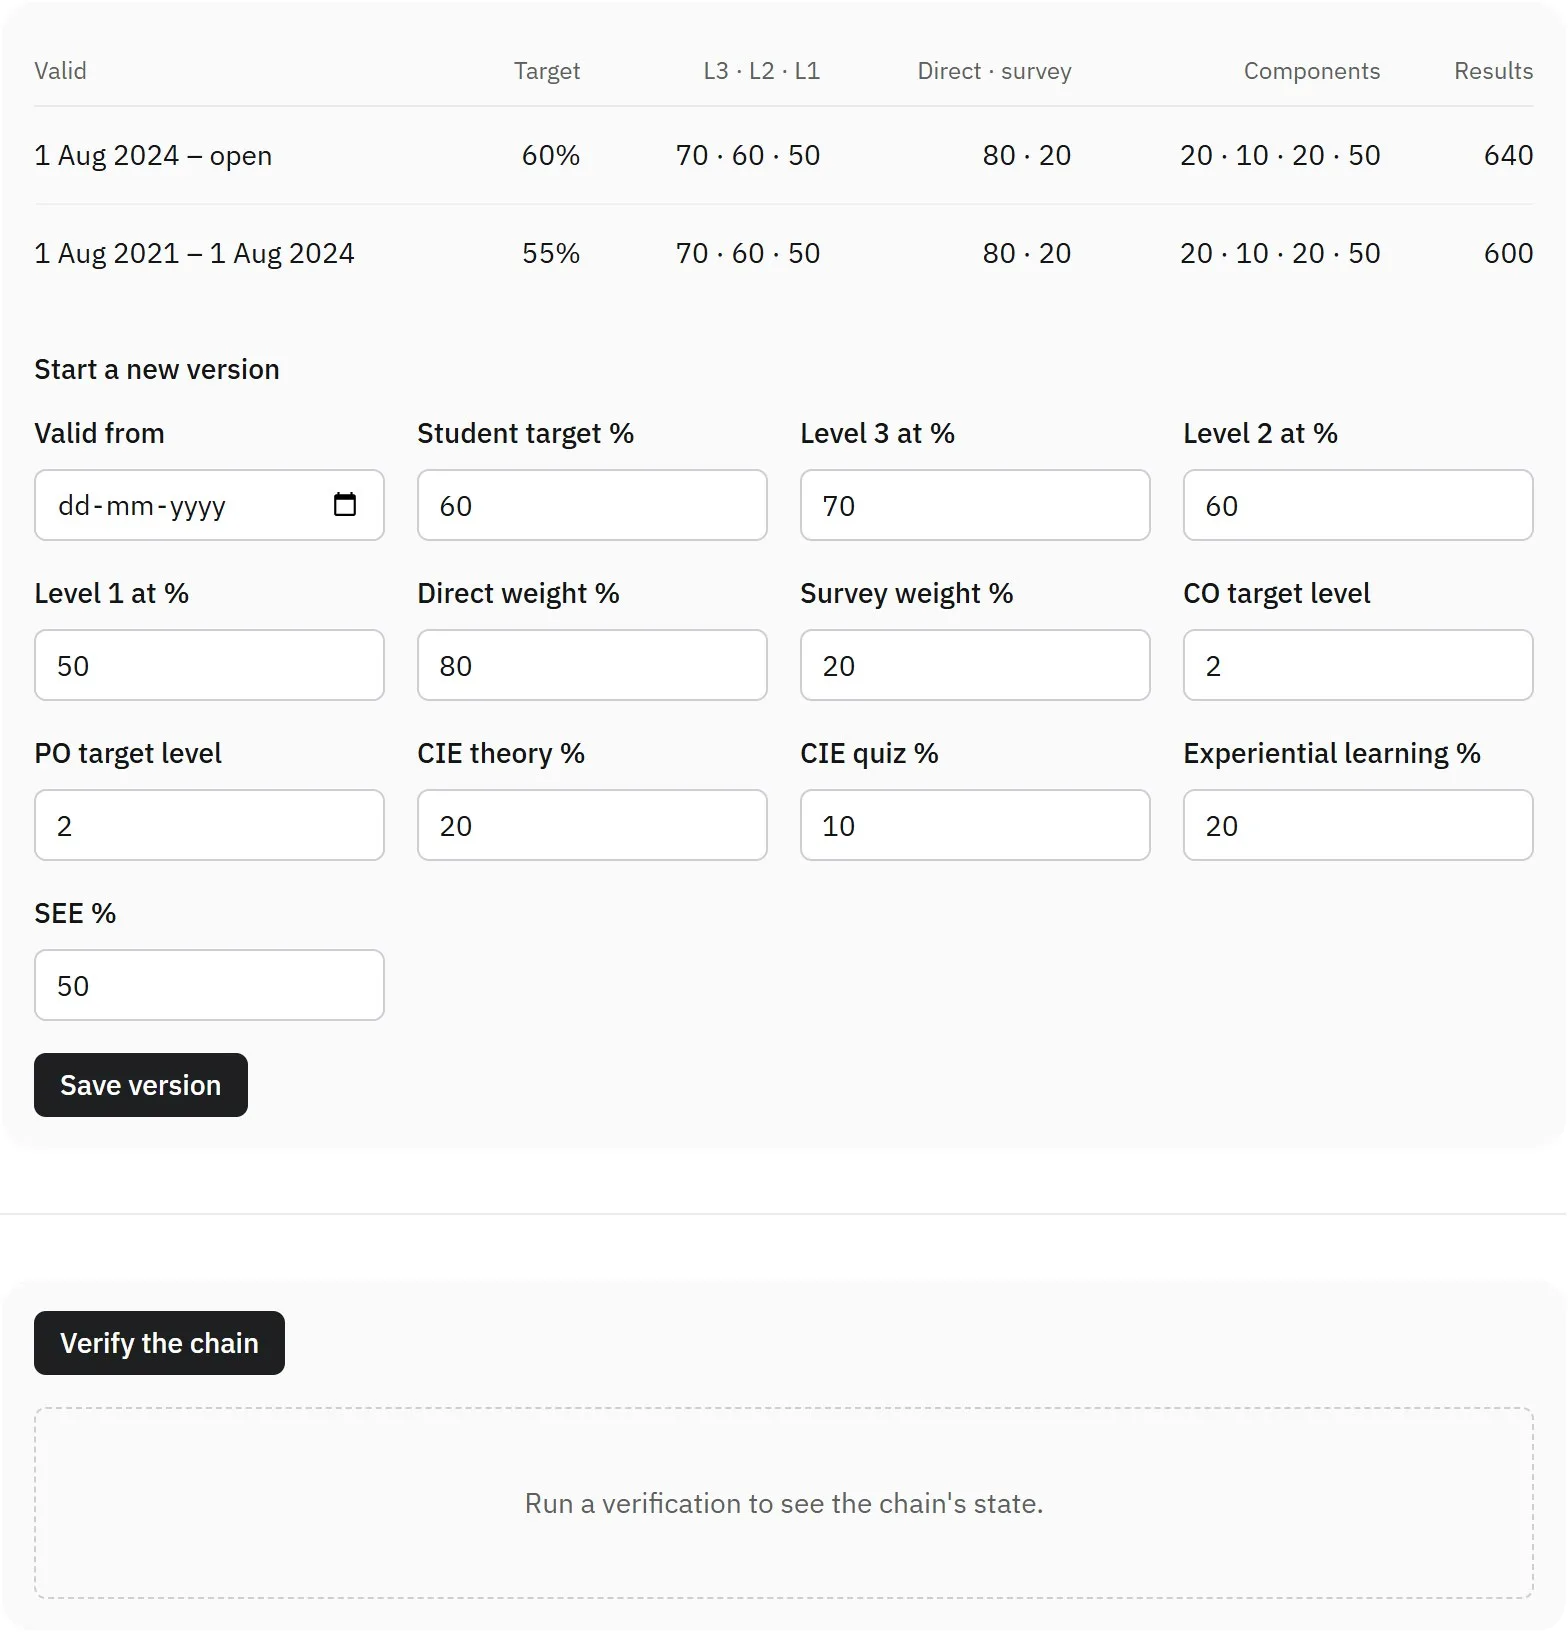 Valid Target L3 · L2 · L1 Direct · survey Components Results
1 Aug 2024 – open 60% 70 · 60 · 50 80 · 20 20 · 10 · 20 · 50 640
1 Aug 2021 – 1 Aug 2024 55% 70 · 60 · 50 80 · 20 20 · 10 · 20 · 50 600
Start a new version
Valid from Student target % Level 3 at % Level 2 at %
dd-mm-yyyy 60 70 60
Level 1 at % Direct weight % Survey weight % CO target level
50 80 20 2
PO target level CIE theory % CIE quiz % Experiential learning %
2 20 10 20
SEE %
50
Save version
Verify the chain
Run a verification to see the chain's state.